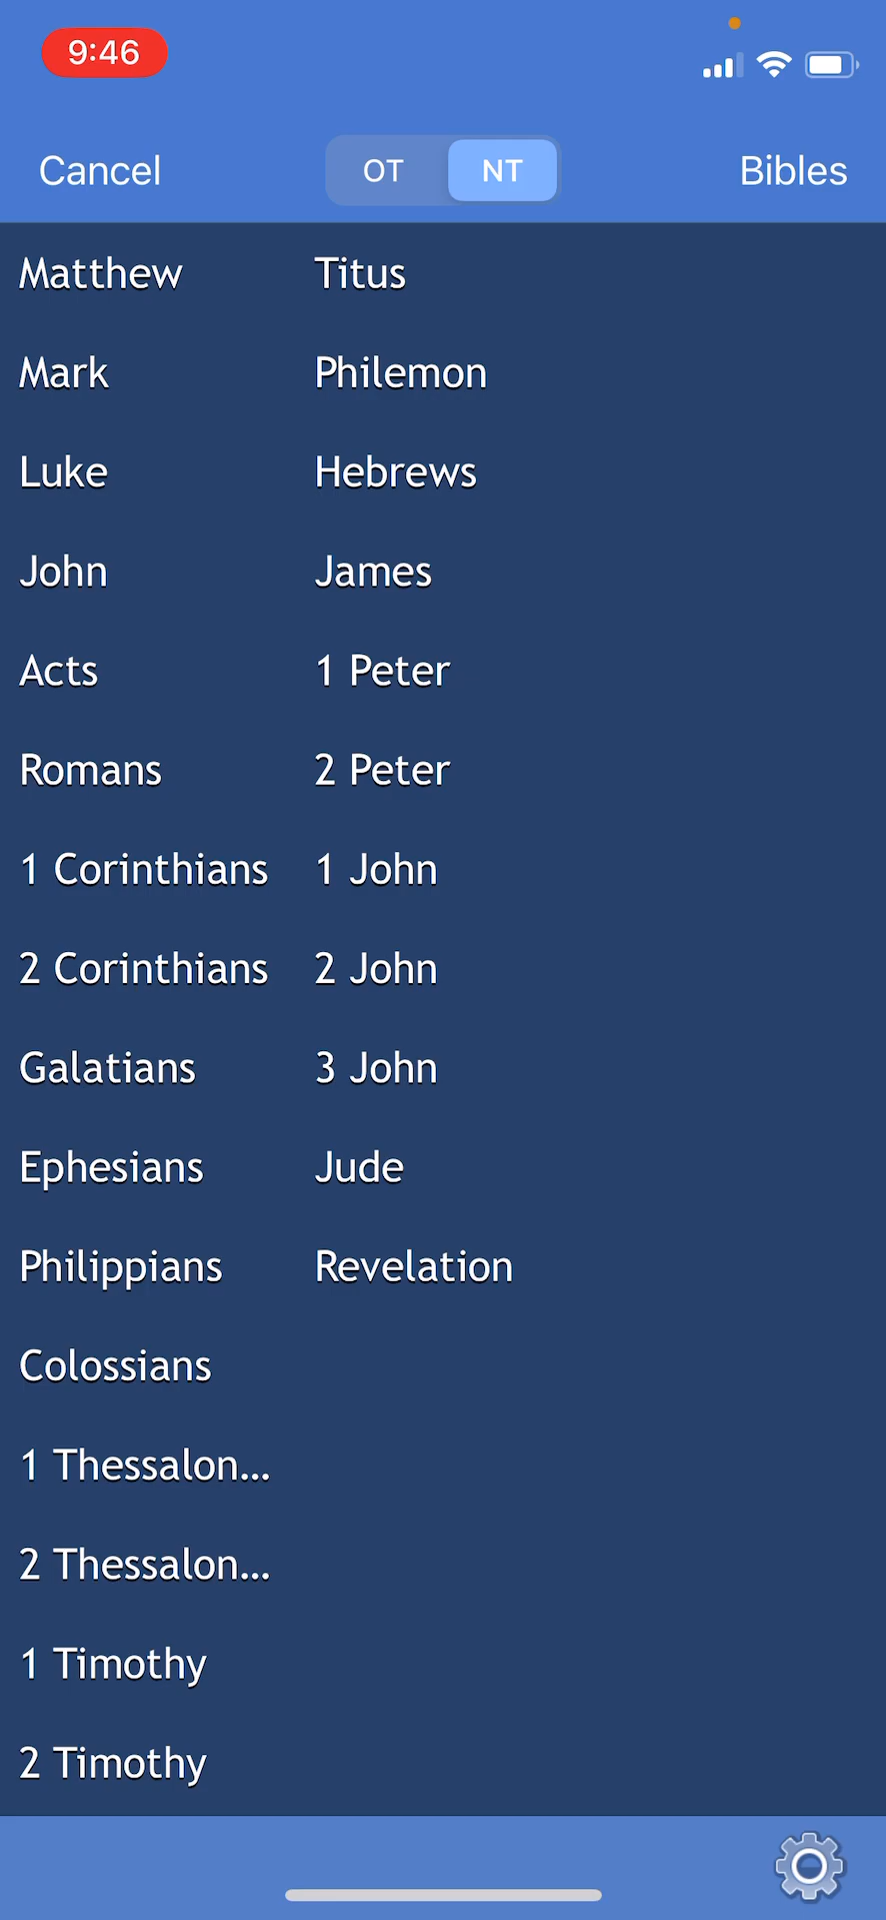 9:46
Cancel OT NT Bibles
Matthew
Mark
Luke
John
Acts
Romans
1 Corinthians
2 Corinthians
Galatians
Ephesians
Philippians
Colossians
1 Thessalon...
2 Thessalon...
1 Timothy
2 Timothy
Titus
Philemon
Hebrews
James
1 Peter
2 Peter
1 John
2 John
3 John
Jude
Revelation